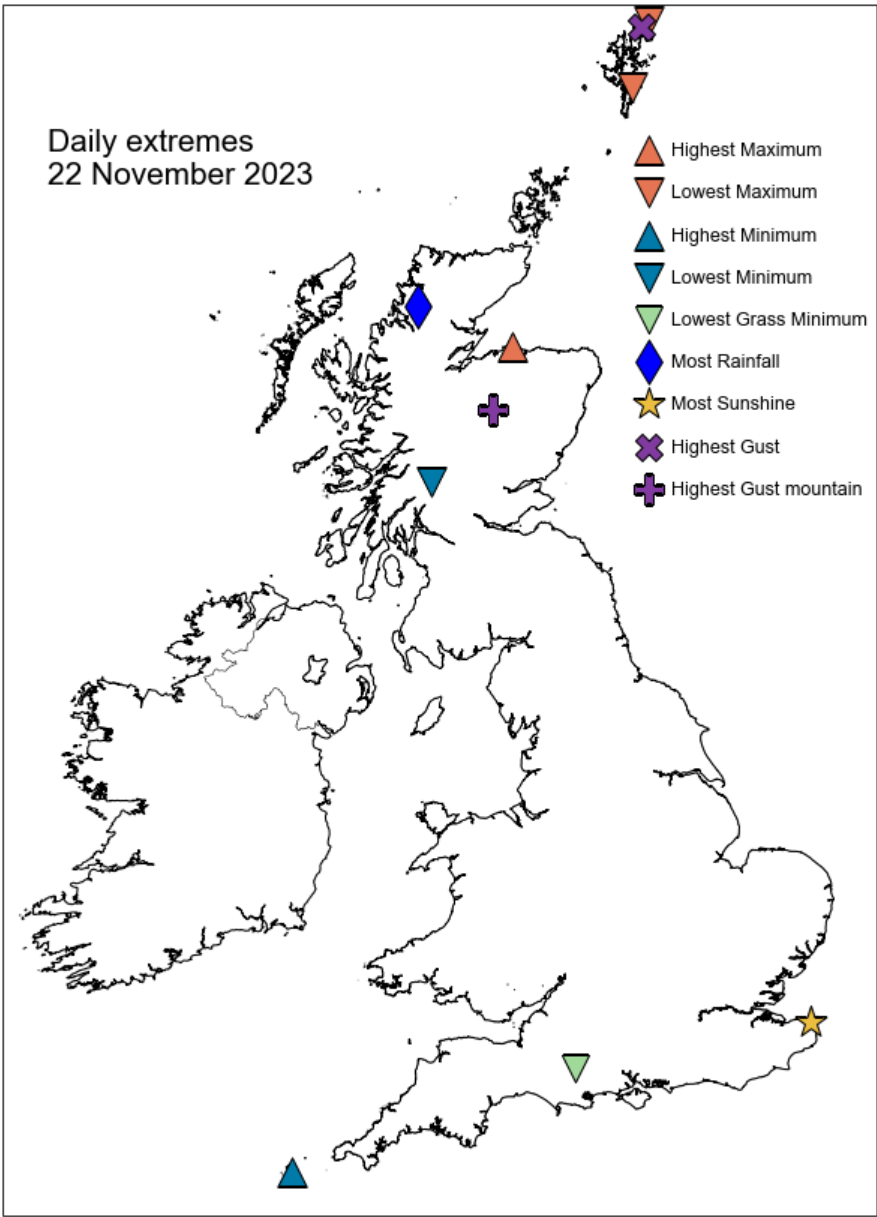 Daily extremes
22 November 2023
Highest Maximum
Lowest Maximum
Highest Minimum
Lowest Minimum
Lowest Grass Minimum
Most Rainfall
Most Sunshine
Highest Gust
Highest Gust mountain